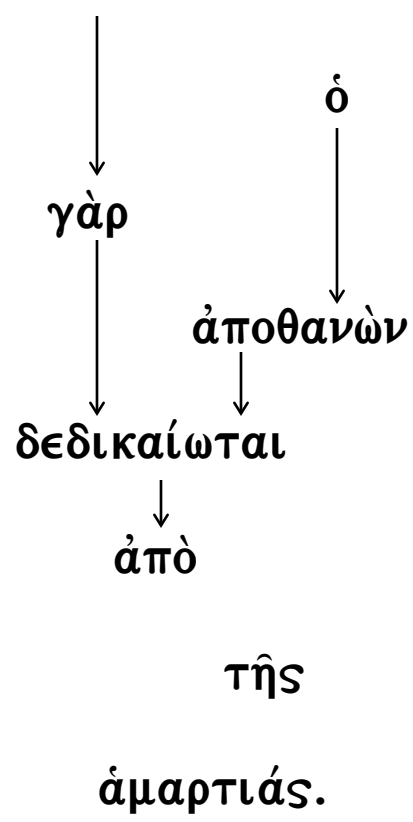 ὁ
γὰρ
ἀποθανὼν
δεδικαίωται
ἀπὸ
τῆς
ἁμαρτιάς.